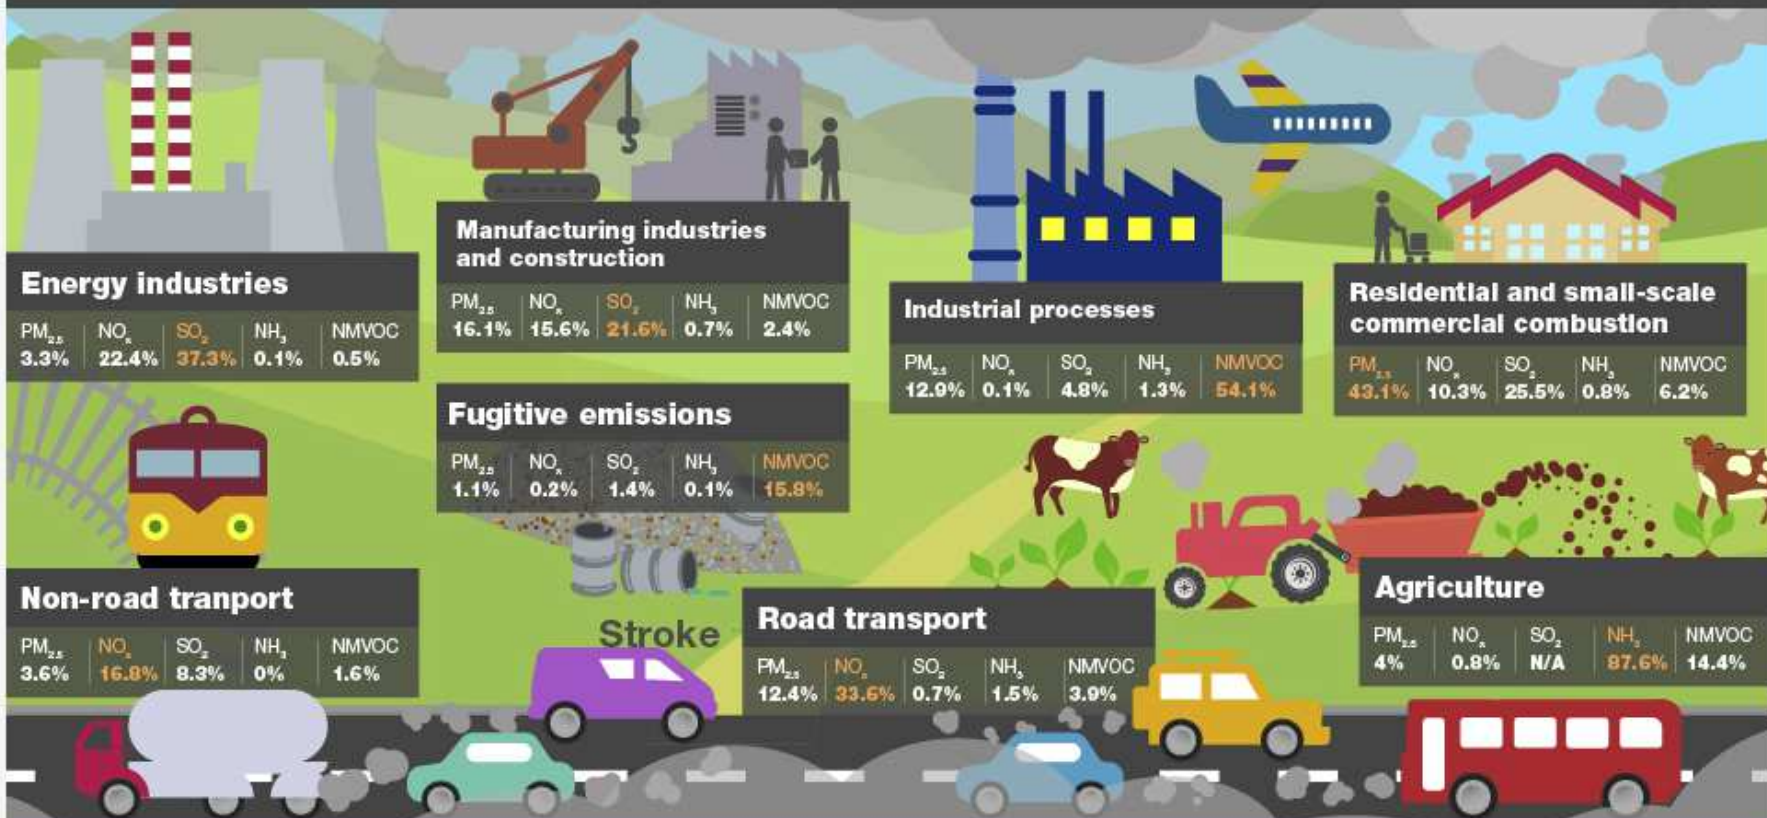 Energy industries
PM2.5 NOx SO2 NH3 NMVOC
3.3% 22.4% 37.3% 0.1% 0.5%
Manufacturing industries
and construction
PM2.5 NOx SO2 NH3 NMVOC
16.1% 15.6% 21.6% 0.7% 2.4%
Industrial processes
PM2.5 NOx SO2 NH3 NMVOC
12.9% 0.1% 4.8% 1.3% 54.1%
Residential and small-scale
commercial combustion
PM2.5 NOx SO2 NH3 NMVOC
43.1% 10.3% 25.5% 0.8% 6.2%
Fugitive emissions
PM2.5 NOx SO2 NH3 NMVOC
1.1% 0.2% 1.4% 0.1% 15.8%
Non-road tranport
PM2.5 NOx SO2 NH3 NMVOC
3.6% 16.8% 8.3% 0% 1.6%
Stroke
Road transport
PM2.5 NOx SO2 NH3 NMVOC
12.4% 33.6% 0.7% 1.5% 3.9%
Agriculture
PM2.5 NOx SO2 NH3 NMVOC
4% 0.8% N/A 87.6% 14.4%